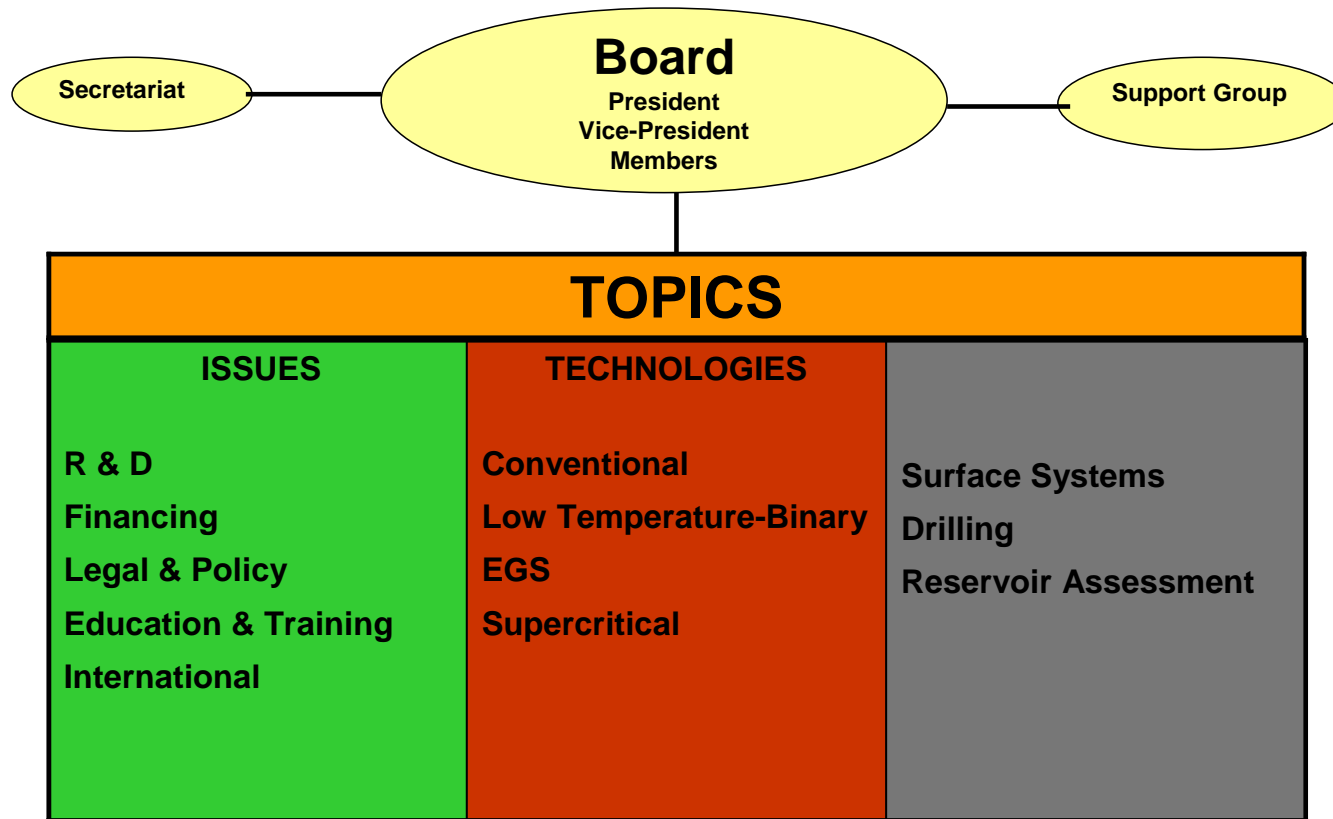 Board
President
Vice-President
Members
Secretariat
Support Group
TOPICS
ISSUES
R & D
Financing
Legal & Policy
Education & Training
International
TECHNOLOGIES
Conventional
Low Temperature-Binary
EGS
Supercritical
Surface Systems
Drilling
Reservoir Assessment